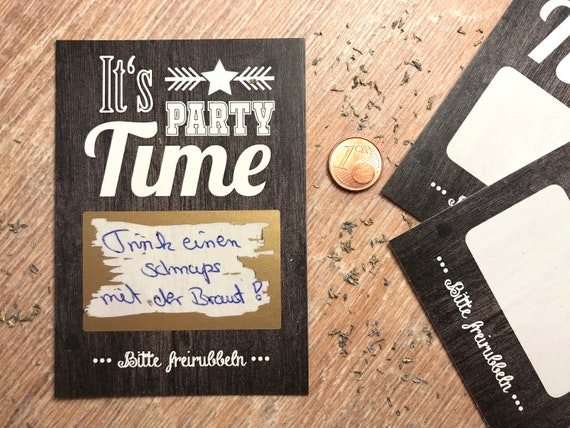 It's
PARTY
Time
Trink einen
schnaps
mit der Braut!
••• Bitte freirubbeln •••
••• Bitte freirubbeln